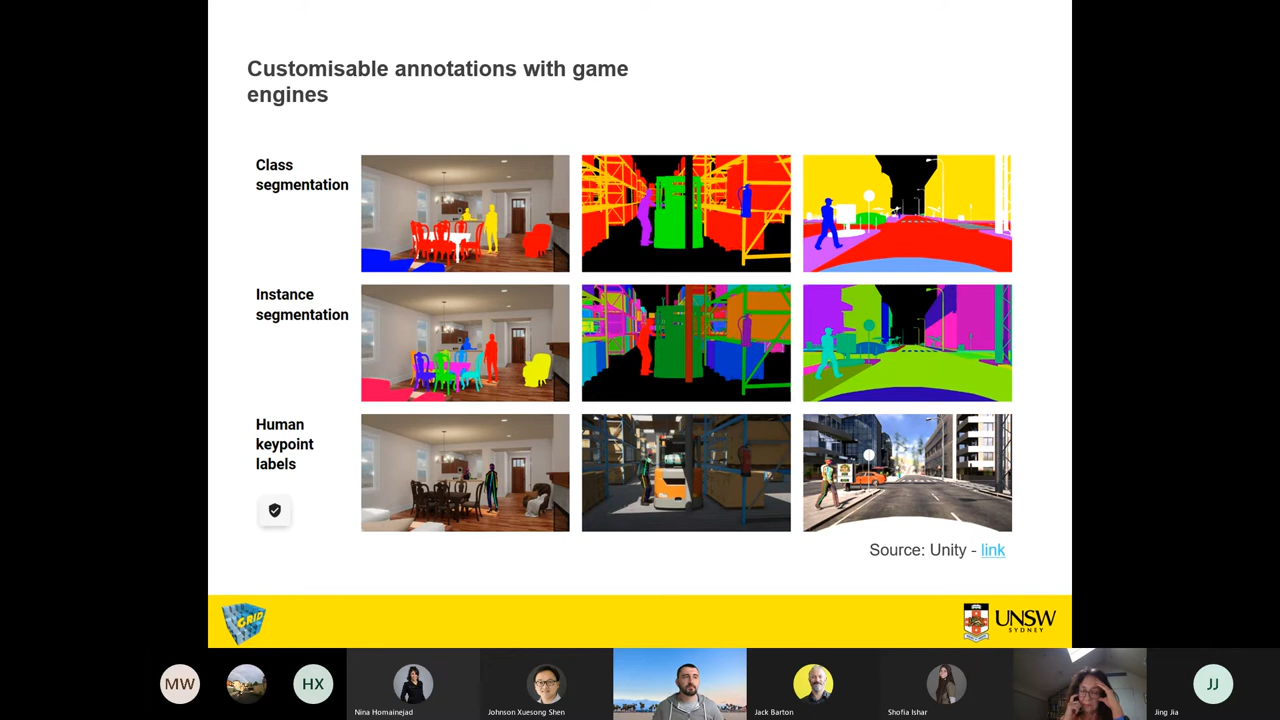 Customisable annotations with game
engines
Class
segmentation
Instance
segmentation
Human
keypoint
labels
Source: Unity - link
GRID
UNSW
SYDNEY
MW
HX
Nina Homainejad
Johnson Xuesong Shen
Jack Barton
Shofia Ishar
JJ
Jing Jia